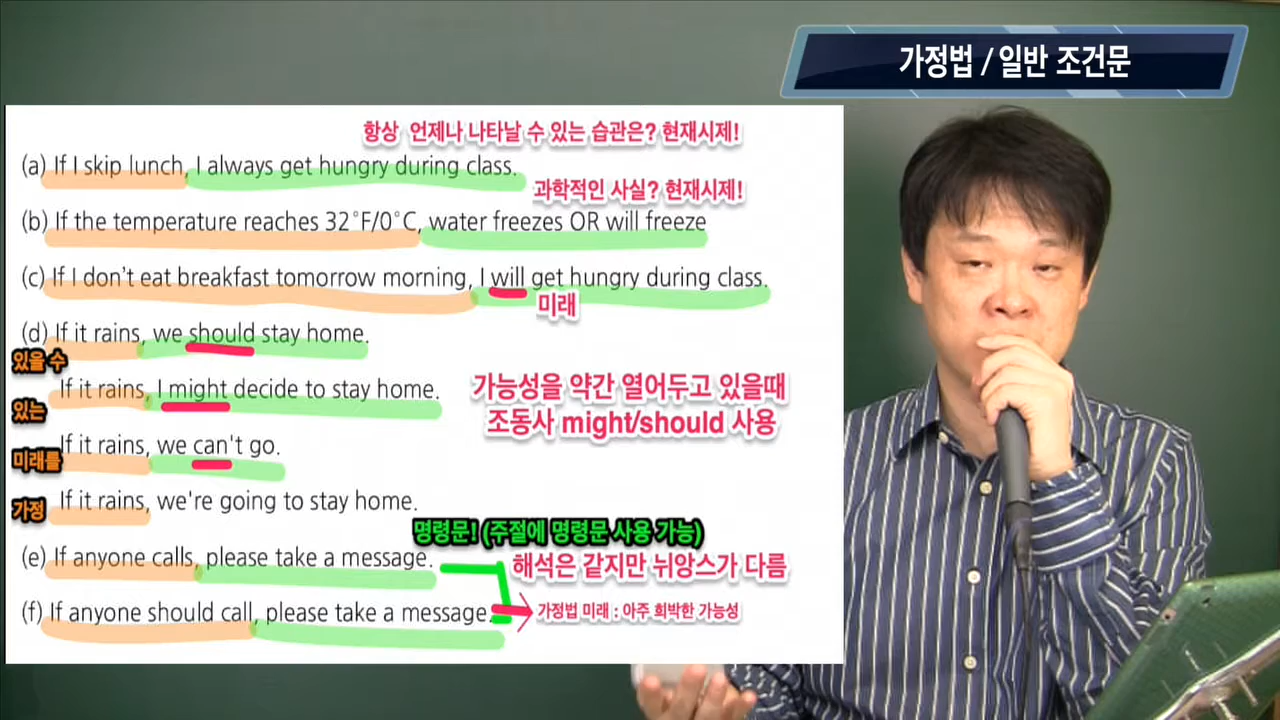 가정법 / 일반 조건문
항상 언제나 나타날 수 있는 습관은? 현재시제!
(a) If I skip lunch, I always get hungry during class.
과학적인 사실? 현재시제!
(b) If the temperature reaches 32°F/0°C, water freezes OR will freeze
(c) If I don't eat breakfast tomorrow morning, I will get hungry during class.
미래
(d) If it rains, we should stay home.
있을 수
If it rains, I might decide to stay home.
가능성을 약간 열어두고 있을때
있는
조동사 might/should 사용
If it rains, we can't go.
미래를
If it rains, we're going to stay home.
가정
명령문! (주절에 명령문 사용 가능)
(e) If anyone calls, please take a message.
해석은 같지만 뉘앙스가 다름
(f) If anyone should call, please take a message.
가정법 미래 : 아주 희박한 가능성